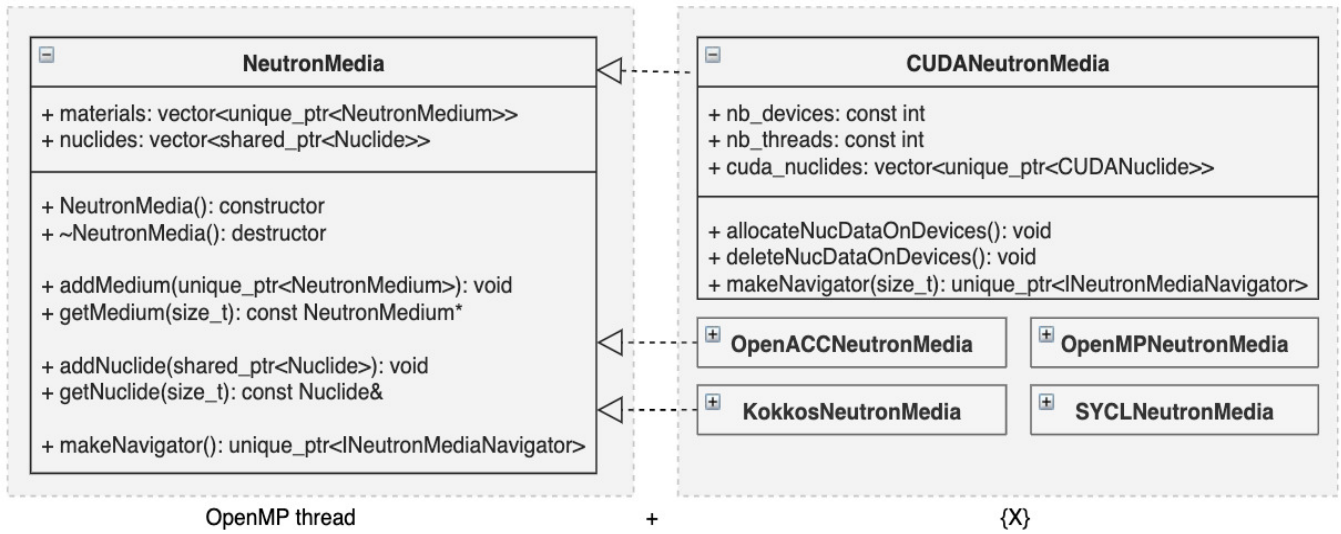 NeutronMedia
+ materials: vector<unique_ptr<NeutronMedium>>
+ nuclides: vector<shared_ptr<Nuclide>>
+ NeutronMedia(): constructor
+ ~NeutronMedia(): destructor
+ addMedium(unique_ptr<NeutronMedium>): void
+ getMedium(size_t): const NeutronMedium*
+ addNuclide(shared_ptr<Nuclide>): void
+ getNuclide(size_t): const Nuclide&
+ makeNavigator(): unique_ptr<INeutronMediaNavigator>
CUDANeutronMedia
+ nb_devices: const int
+ nb_threads: const int
+ cuda_nuclides: vector<unique_ptr<CUDANuclide>>
+ allocateNucDataOnDevices(): void
+ deleteNucDataOnDevices(): void
+ makeNavigator(size_t): unique_ptr<INeutronMediaNavigator>
OpenACCNeutronMedia
OpenMPNeutronMedia
KokkosNeutronMedia
SYCLNeutronMedia
OpenMP thread + {X}